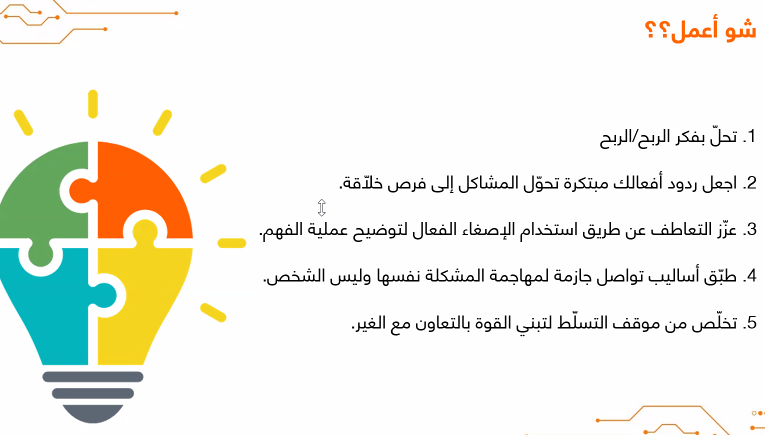 شو أعمل؟؟
1. تحلّ بفكر الربح/الربح
2. اجعل ردود أفعالك مبتكرة تحوّل المشاكل إلى فرص خلاّقة.
3. عزّز التعاطف عن طريق استخدام الإصغاء الفعال لتوضيح عملية الفهم.
4. طبّق أساليب تواصل جازمة لمهاجمة المشكلة نفسها وليس الشخص.
5. تخلّص من موقف التسلّط لتبني القوة بالتعاون مع الغير.